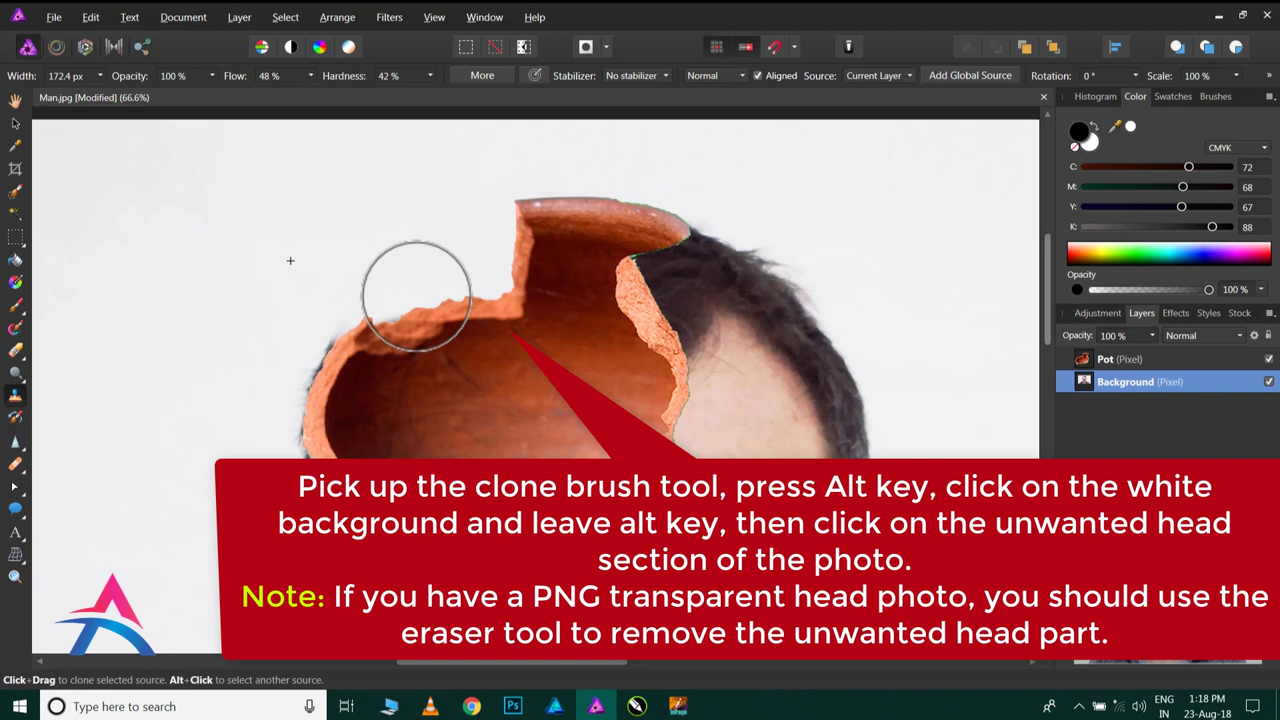 File Edit Text Document Layer Select Arrange Filters View Window Help
Width: 172.4 px Opacity: 100 % Flow: 48 % Hardness: 42 % More Stabilizer: No stabilizer Normal Aligned Source: Current Layer Add Global Source Rotation: 0 ° Scale: 100 %
Man.jpg [Modified] (66.6%)
Histogram Color Swatches Brushes
CMYK
C: 72
M: 68
Y: 67
K: 88
Opacity
100 %
Adjustment Layers Effects Styles Stock
Opacity: 100 % Normal
Pot (Pixel)
Background (Pixel)
Pick up the clone brush tool, press Alt key, click on the white
background and leave alt key, then click on the unwanted head
section of the photo.
Note: If you have a PNG transparent head photo, you should use the
eraser tool to remove the unwanted head part.
Click+Drag to clone selected source. Alt+Click to select another source.
Type here to search
Ps
ENG
IN
1:18 PM
23-Aug-18